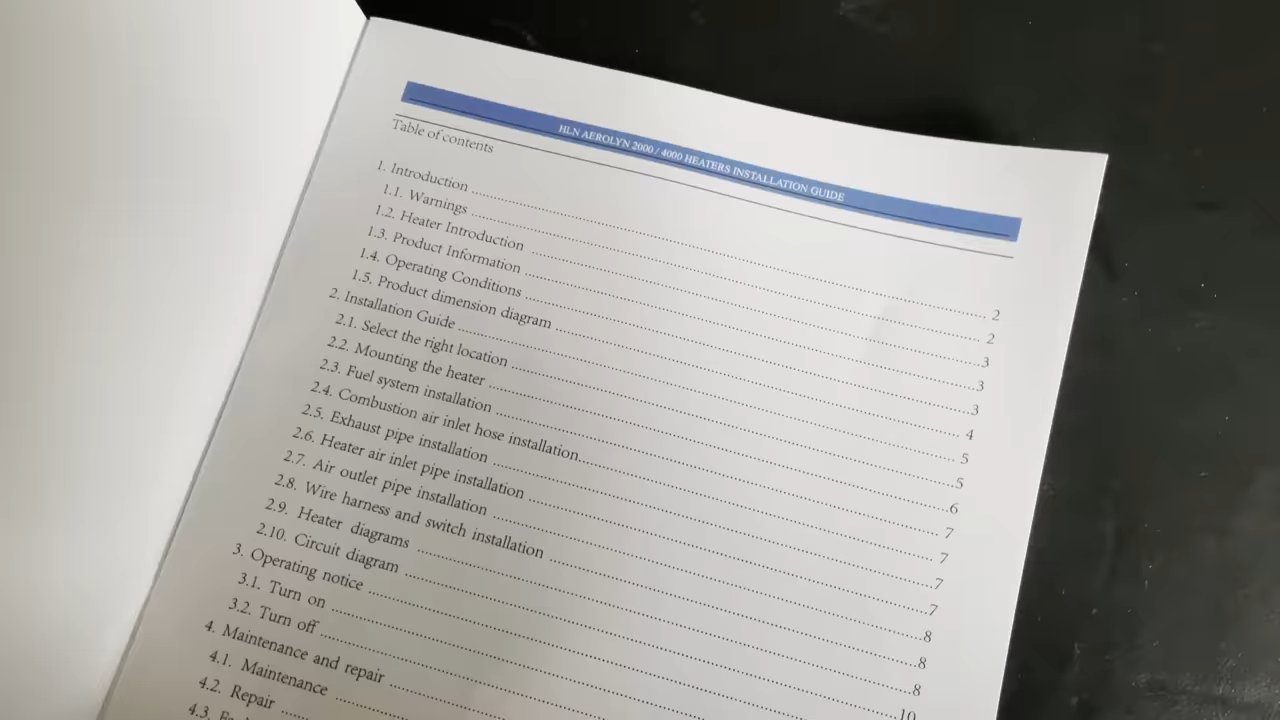 HLN AEROLYN 2000 / 4000 HEATERS INSTALLATION GUIDE
Table of contents
1. Introduction ........ 2
1.1. Warnings ........ 2
1.2. Heater Introduction ........ 3
1.3. Product Information ........ 3
1.4. Operating Conditions ........ 3
1.5. Product dimension diagram ........ 4
2. Installation Guide ........ 5
2.1. Select the right location ........ 5
2.2. Mounting the heater ........ 6
2.3. Fuel system installation ........ 7
2.4. Combustion air inlet hose installation ........ 7
2.5. Exhaust pipe installation ........ 7
2.6. Heater air inlet pipe installation ........ 7
2.7. Air outlet pipe installation ........ 8
2.8. Wire harness and switch installation ........ 8
2.9. Heater diagrams ........ 8
2.10. Circuit diagram ........ 10
3. Operating notice ........
3.1. Turn on ........
3.2. Turn off ........
4. Maintenance and repair ........
4.1. Maintenance ........
4.2. Repair ........
4.3.